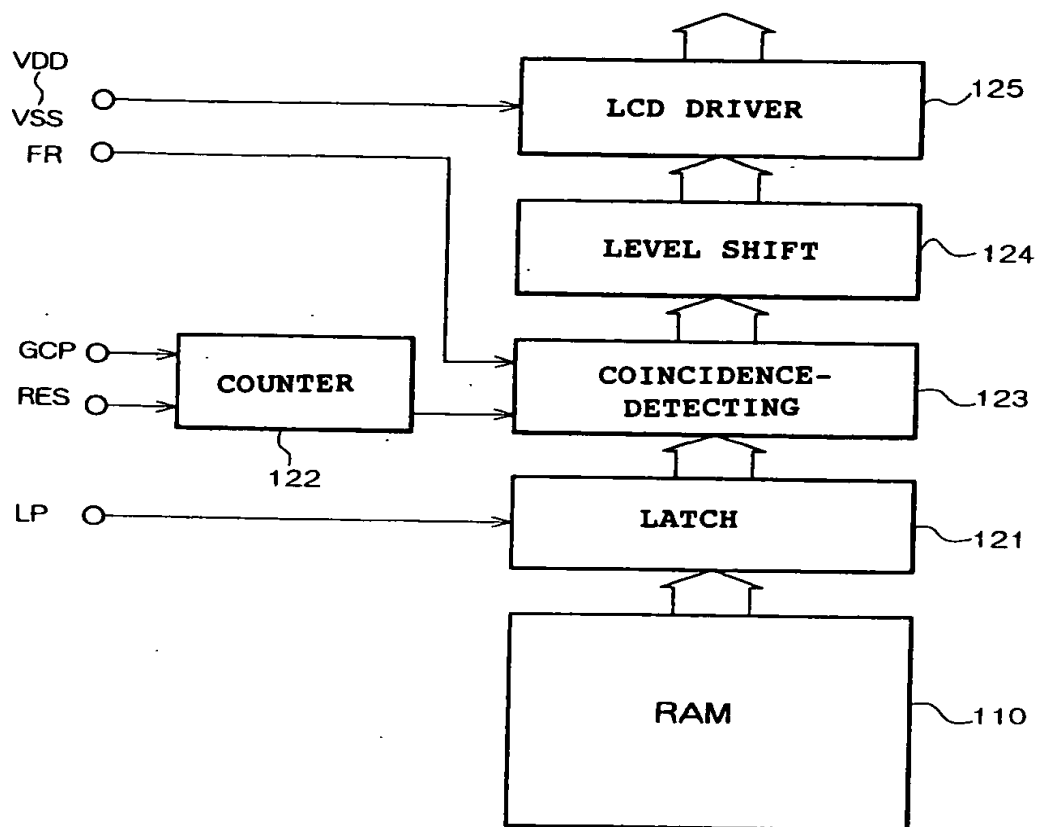 VDD
VSS
FR
LCD DRIVER
125
LEVEL SHIFT
124
GCP
RES
COUNTER
122
COINCIDENCE-
DETECTING
123
LP
LATCH
121
RAM
110